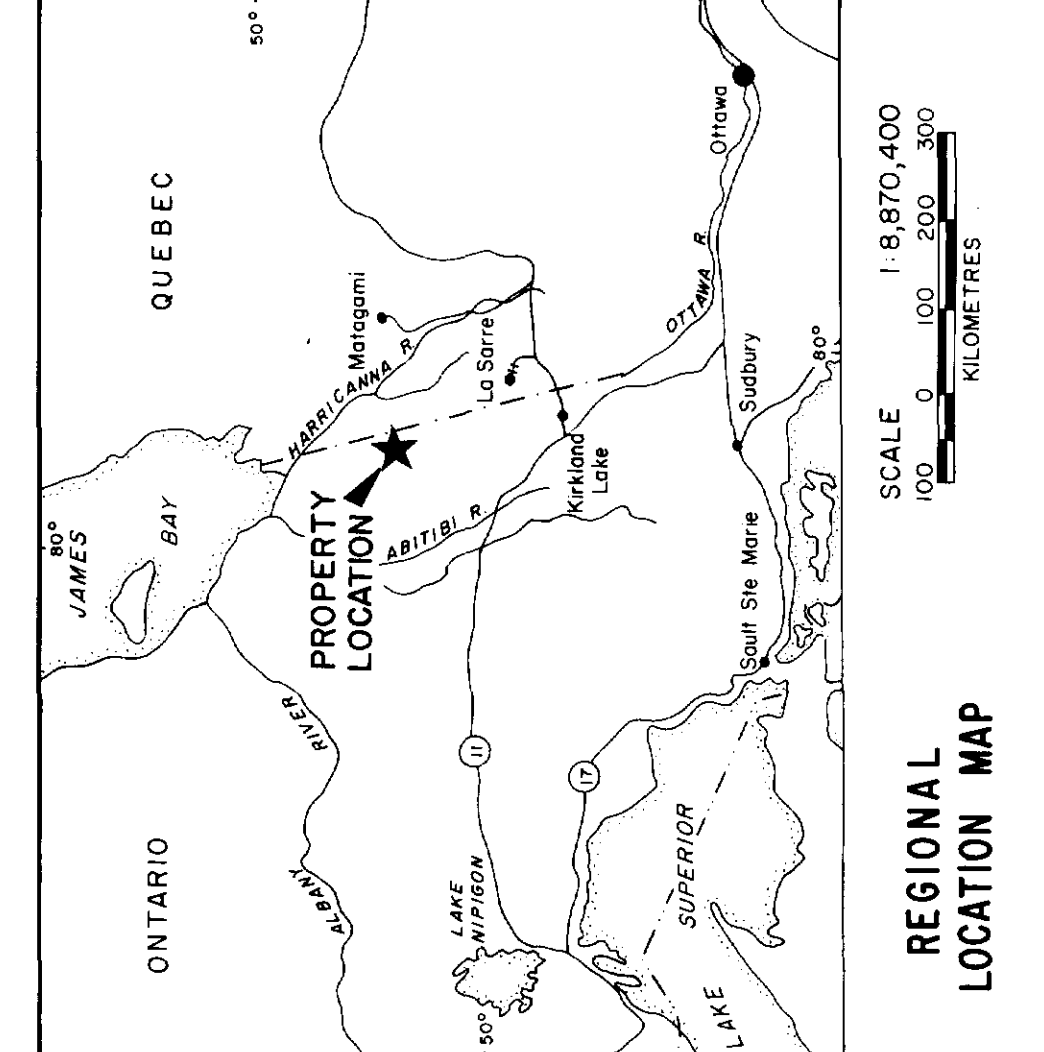 ONTARIO
QUEBEC
80°
JAMES
BAY
50°
ALBANY
RIVER
PROPERTY
LOCATION
HARRICANNA R.
Matagami
ABITIBI R.
La Sarre
Kirkland
Lake
LAKE
NIPIGON
50°
11
17
OTTAWA R.
Ottawa
Sudbury
80°
Sault Ste Marie
LAKE
SUPERIOR
REGIONAL
LOCATION MAP
SCALE 1:8,870,400
100 0 100 200 300
KILOMETRES